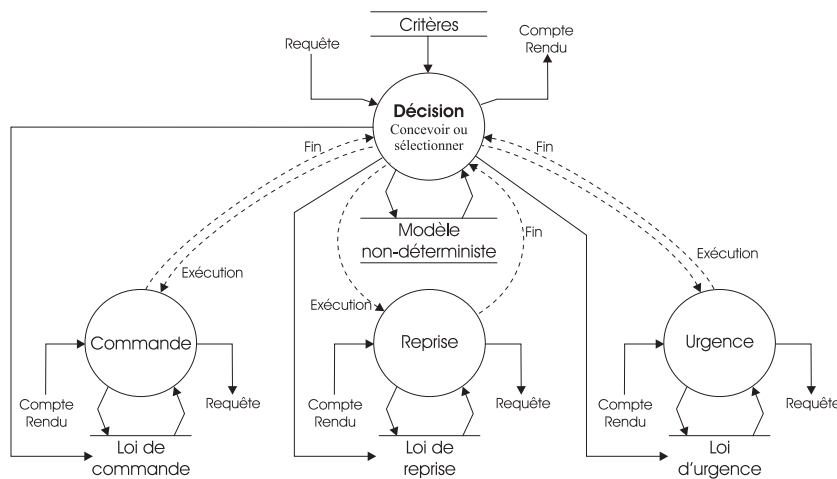 Critères
Requête
Compte
Rendu
Décision
Concevoir ou
sélectionner
Fin
Fin
Modèle
non-déterministe
Fin
Exécution
Exécution
Exécution
Commande
Reprise
Urgence
Compte
Rendu
Requête
Compte
Rendu
Requête
Compte
Rendu
Requête
Loi de
commande
Loi de
reprise
Loi
d'urgence